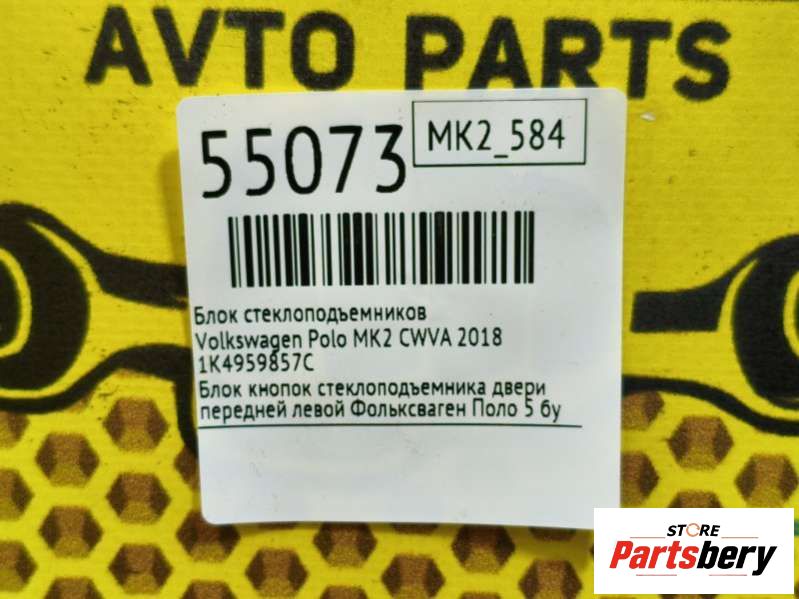 AVTO PARTS
55073
MK2_584
Блок стеклоподъемников
Volkswagen Polo MK2 CWVA 2018
1K4959857C
Блок кнопок стеклоподъемника двери
передней левой Фольксваген Поло 5 бу
STORE
Partsbery